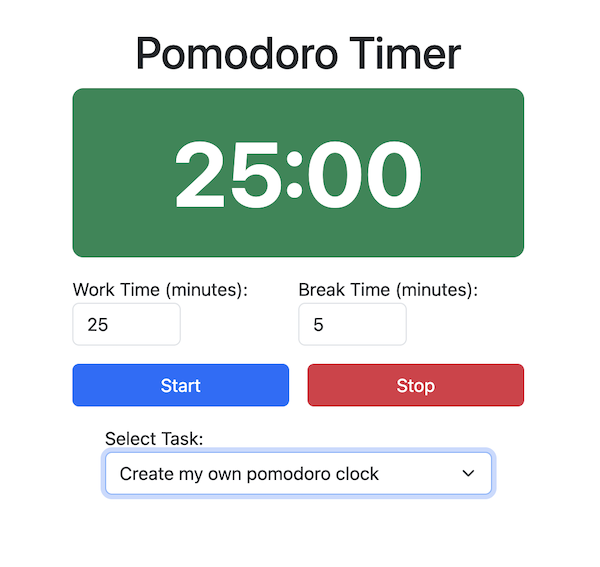 Pomodoro Timer
25:00
Work Time (minutes): Break Time (minutes):
25 5
Start Stop
Select Task:
Create my own pomodoro clock